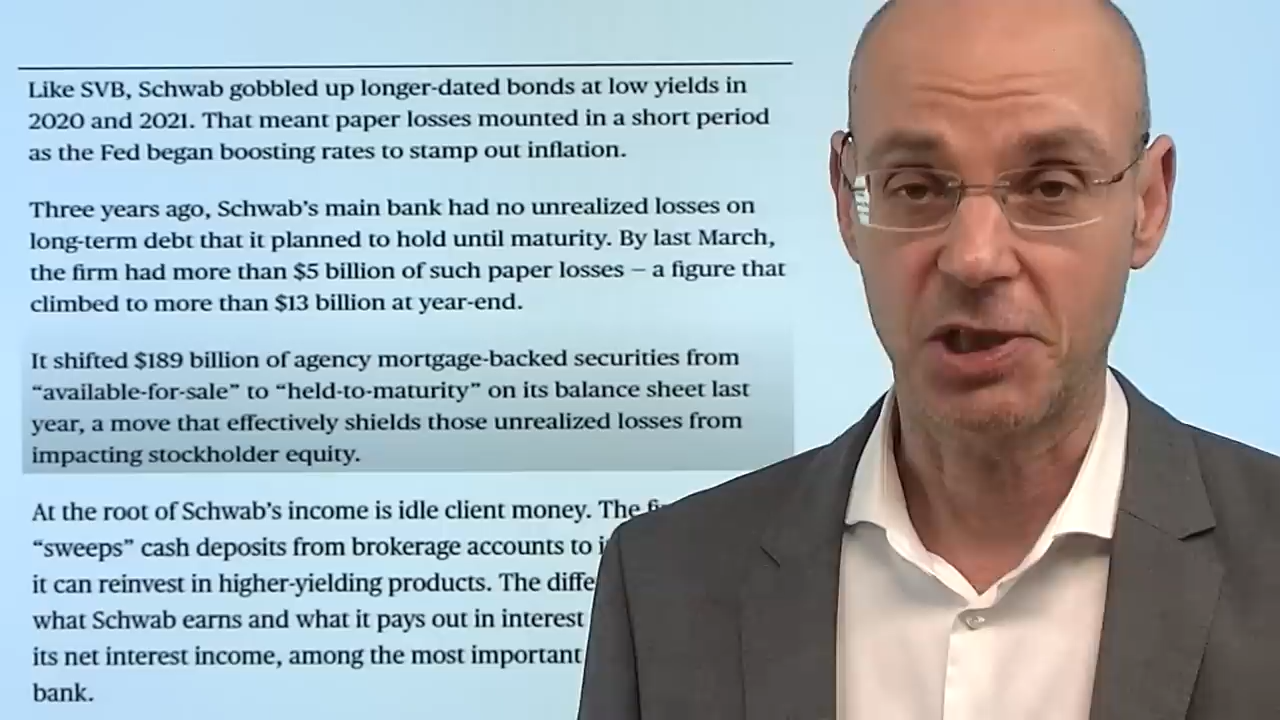 Like SVB, Schwab gobbled up longer-dated bonds at low yields in
2020 and 2021. That meant paper losses mounted in a short period
as the Fed began boosting rates to stamp out inflation.
Three years ago, Schwab’s main bank had no unrealized losses on
long-term debt that it planned to hold until maturity. By last March,
the firm had more than $5 billion of such paper losses — a figure that
climbed to more than $13 billion at year-end.
It shifted $189 billion of agency mortgage-backed securities from
“available-for-sale” to “held-to-maturity” on its balance sheet last
year, a move that effectively shields those unrealized losses from
impacting stockholder equity.
At the root of Schwab’s income is idle client money. The
“sweeps” cash deposits from brokerage accounts to
it can reinvest in higher-yielding products. The
what Schwab earns and what it pays out in interest
its net interest income, among the most important
bank.